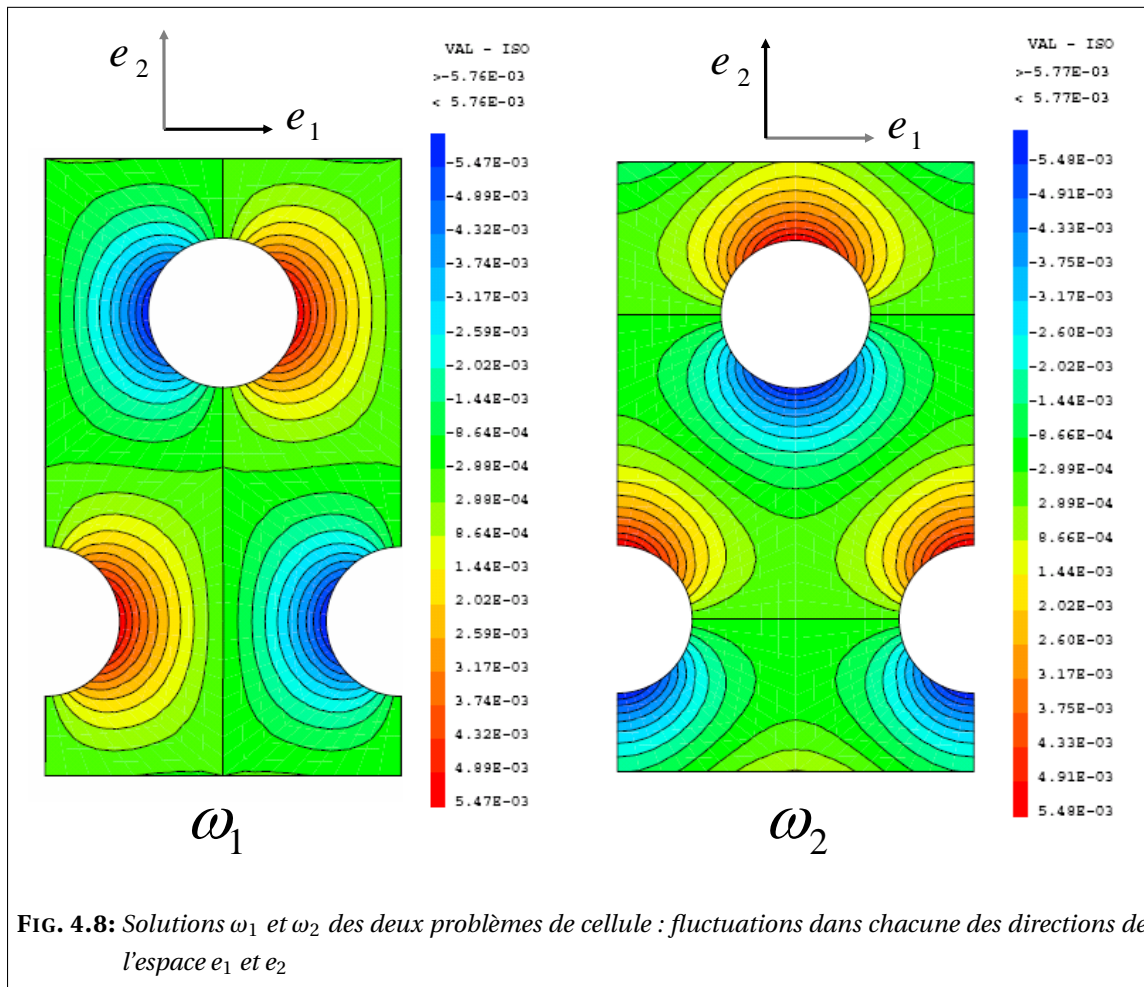 e₂
e₁
VAL - ISO
>-5.76E-03
< 5.76E-03
-5.47E-03
-4.99E-03
-4.32E-03
-3.74E-03
-3.17E-03
-2.59E-03
-2.02E-03
-1.44E-03
-8.64E-04
-2.88E-04
2.88E-04
8.64E-04
1.44E-03
2.02E-03
2.59E-03
3.17E-03
3.74E-03
4.32E-03
4.99E-03
5.47E-03
ω₁
e₂
e₁
VAL - ISO
>-5.77E-03
< 5.77E-03
-5.48E-03
-4.91E-03
-4.33E-03
-3.75E-03
-3.17E-03
-2.60E-03
-2.02E-03
-1.44E-03
-8.66E-04
-2.89E-04
2.89E-04
8.66E-04
1.44E-03
2.02E-03
2.60E-03
3.17E-03
3.75E-03
4.33E-03
4.91E-03
5.48E-03
ω₂
FIG. 4.8: Solutions ω₁ et ω₂ des deux problèmes de cellule : fluctuations dans chacune des directions de
l'espace e₁ et e₂